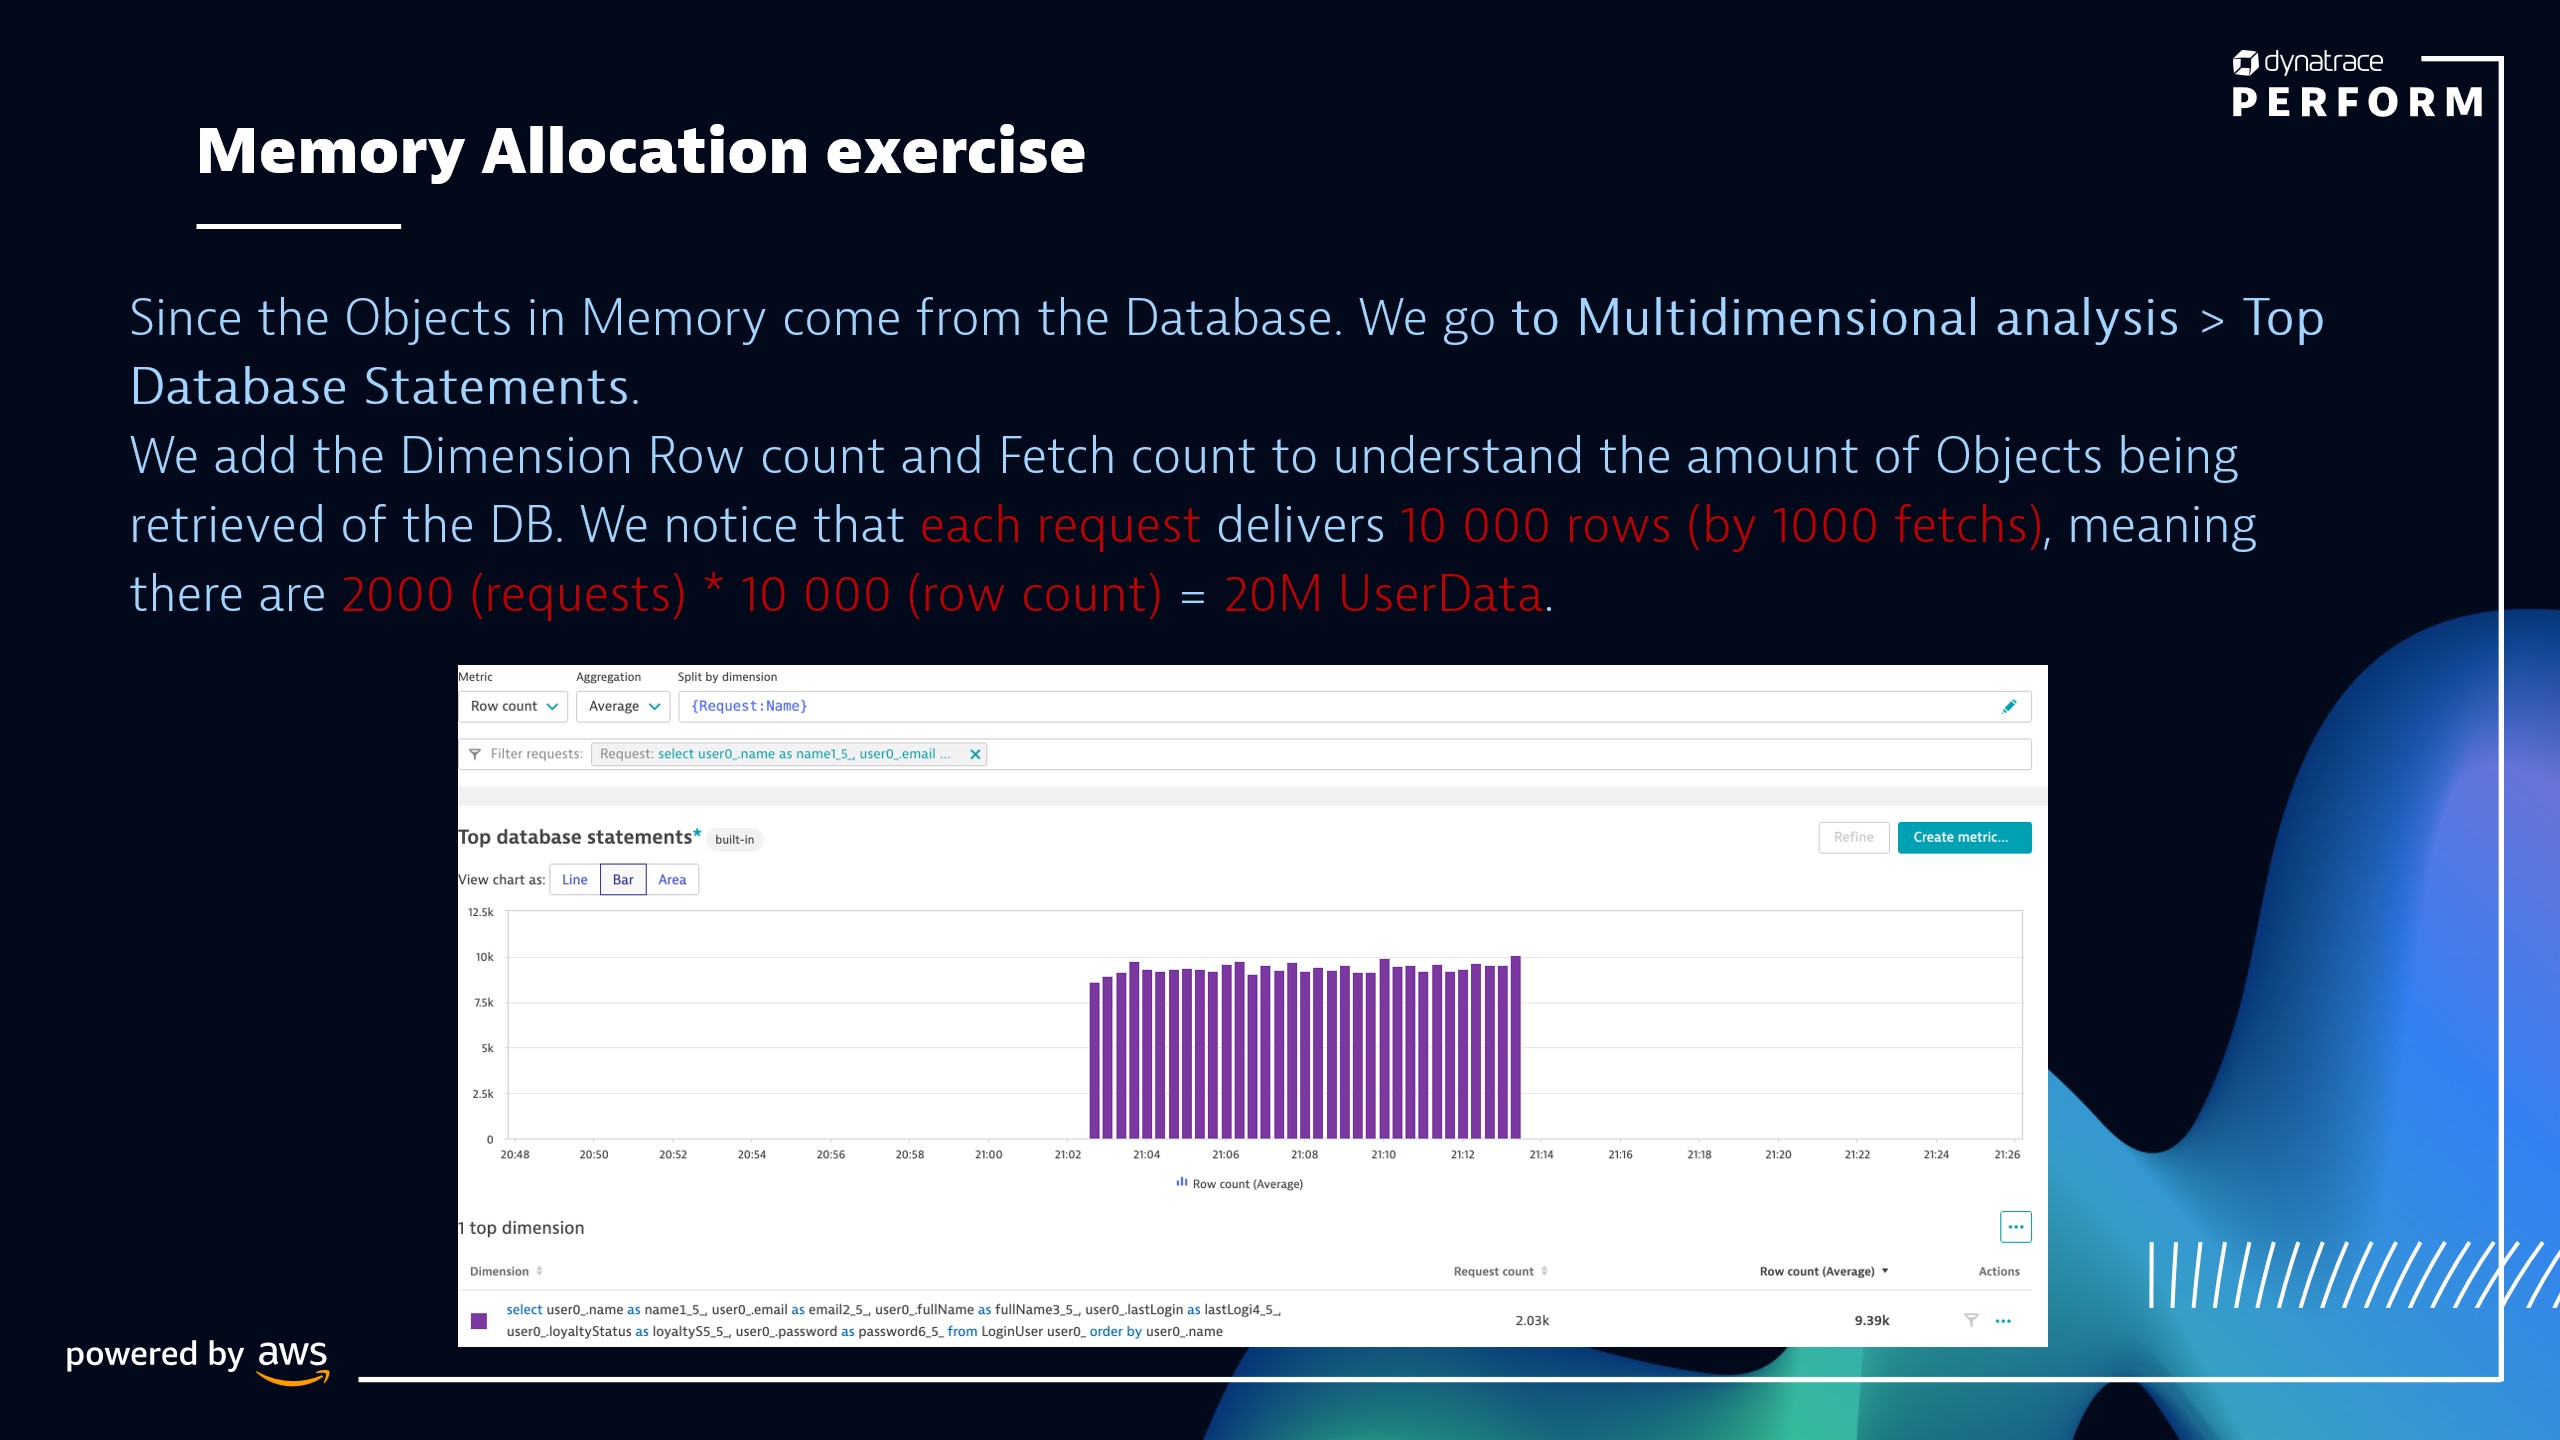 dynatrace
PERFORM
Memory Allocation exercise
Since the Objects in Memory come from the Database. We go to Multidimensional analysis > Top
Database Statements.
We add the Dimension Row count and Fetch count to understand the amount of Objects being
retrieved of the DB. We notice that each request delivers 10 000 rows (by 1000 fetchs), meaning
there are 2000 (requests) * 10 000 (row count) = 20M UserData.
Metric Aggregation Split by dimension
Row count Average {Request:Name}
Filter requests: Request: select user0_.name as name1_5_, user0_.email ...
Top database statements* built-in Refine Create metric...
View chart as: Line Bar Area
12.5k
10k
7.5k
5k
2.5k
0
20:48 20:50 20:52 20:54 20:56 20:58 21:00 21:02 21:04 21:06 21:08 21:10 21:12 21:14 21:16 21:18 21:20 21:22 21:24 21:26
Row count (Average)
1 top dimension
Dimension Request count Row count (Average) Actions
select user0_.name as name1_5_, user0_.email as email2_5_, user0_.fullName as fullName3_5_, user0_.lastLogin as lastLogi4_5_,
user0_.loyaltyStatus as loyaltyS5_5_, user0_.password as password6_5_ from LoginUser user0_ order by user0_.name
2.03k 9.39k
powered by aws